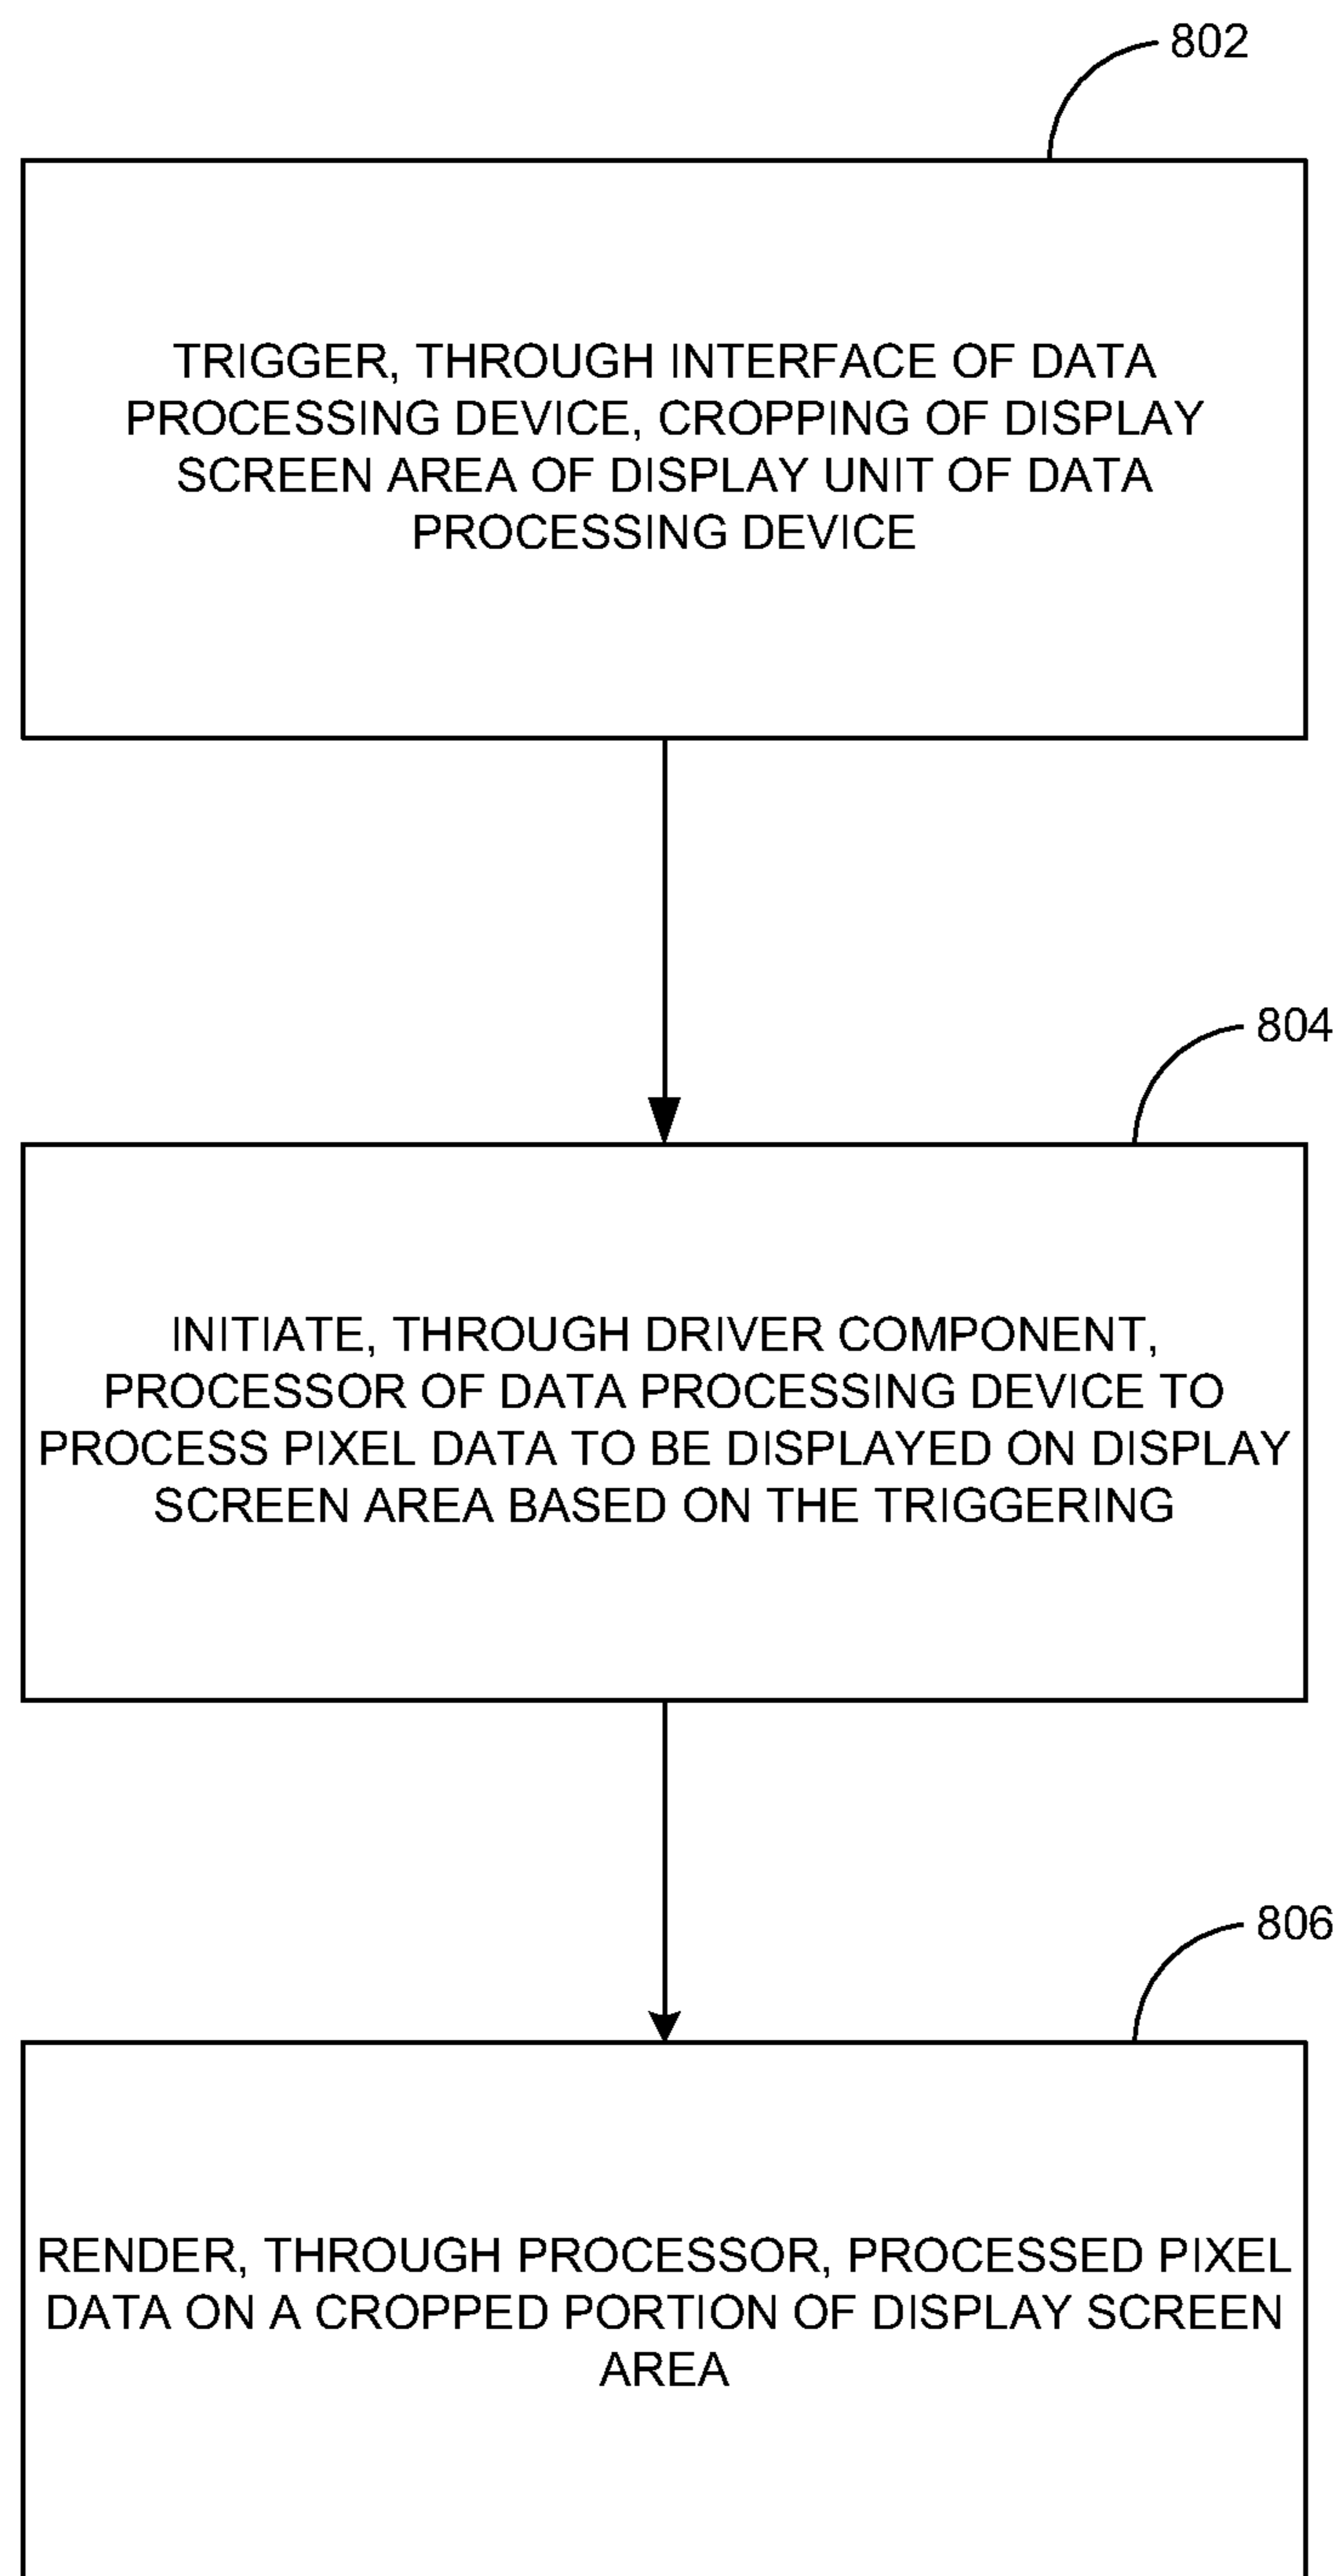 802
TRIGGER, THROUGH INTERFACE OF DATA
PROCESSING DEVICE, CROPPING OF DISPLAY
SCREEN AREA OF DISPLAY UNIT OF DATA
PROCESSING DEVICE
804
INITIATE, THROUGH DRIVER COMPONENT,
PROCESSOR OF DATA PROCESSING DEVICE TO
PROCESS PIXEL DATA TO BE DISPLAYED ON DISPLAY
SCREEN AREA BASED ON THE TRIGGERING
806
RENDER, THROUGH PROCESSOR, PROCESSED PIXEL
DATA ON A CROPPED PORTION OF DISPLAY SCREEN
AREA